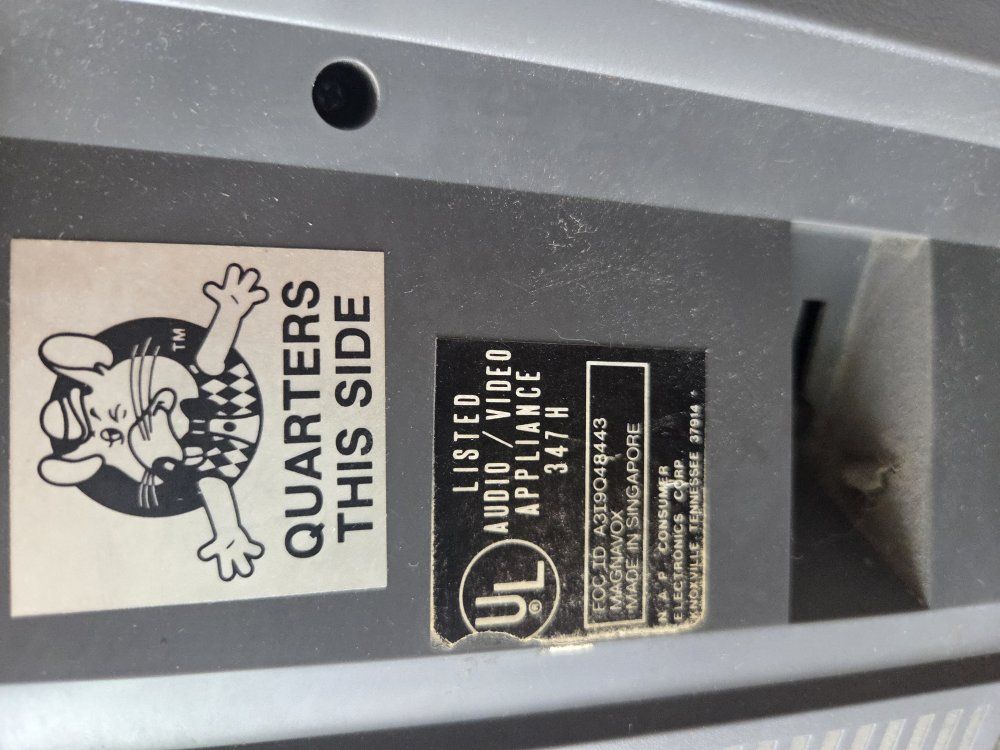 TM
QUARTERS
THIS SIDE
LISTED
AUDIO / VIDEO
APPLIANCE
347 H
UL
®
FCC ID A3I9Q48443
MAGNAVOX
MADE IN SINGAPORE
N. A. P. CONSUMER
ELECTRONICS CORP.
KNOXVILLE, TENNESSEE 37914